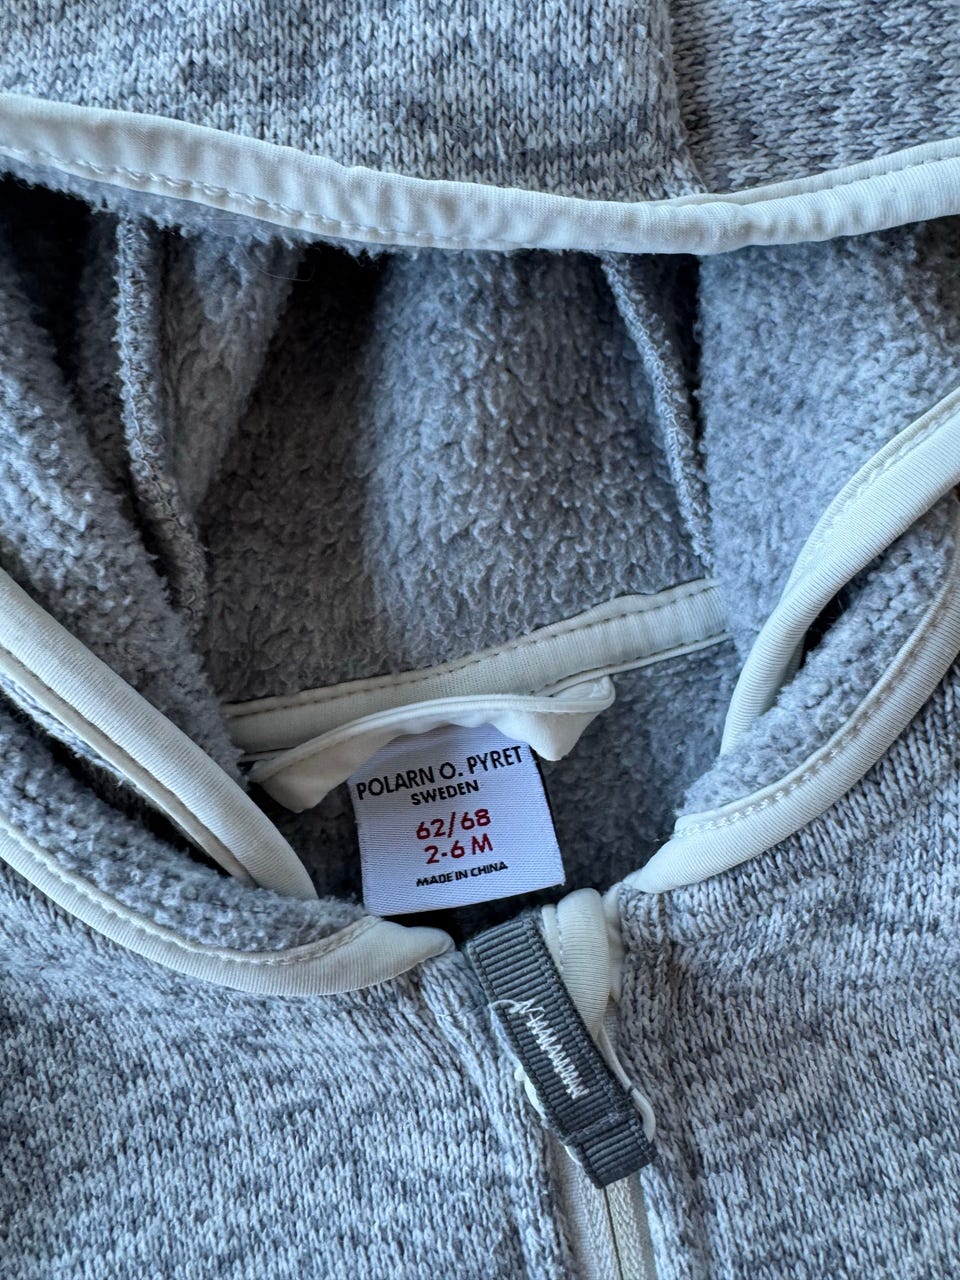 POLARN O. PYRET
SWEDEN
62/68
2-6 M
MADE IN CHINA